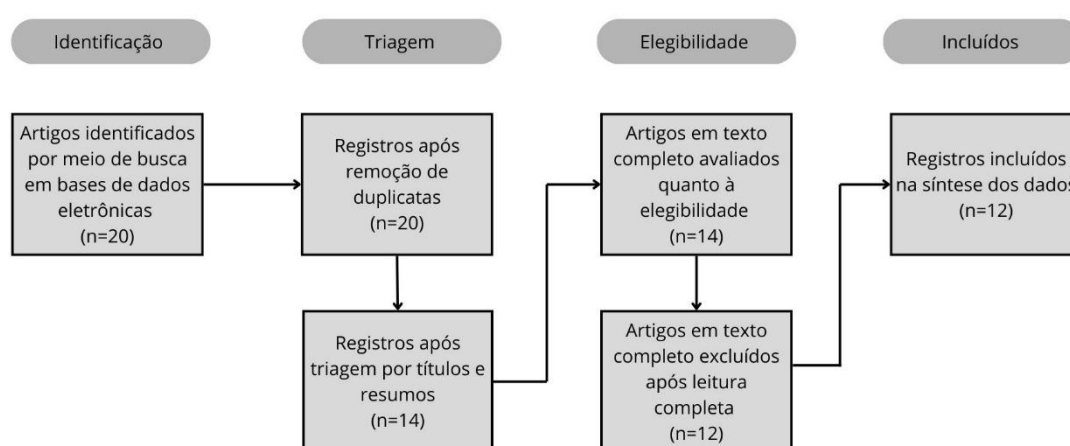 Identificação
Triagem
Elegibilidade
Incluídos
Artigos identificados
por meio de busca
em bases de dados
eletrônicas
(n=20)
Registros após
remoção de
duplicatas
(n=20)
Registros após
triagem por títulos e
resumos
(n=14)
Artigos em texto
completo avaliados
quanto à
elegibilidade
(n=14)
Artigos em texto
completo excluídos
após leitura
completa
(n=12)
Registros incluídos
na síntese dos dados
(n=12)